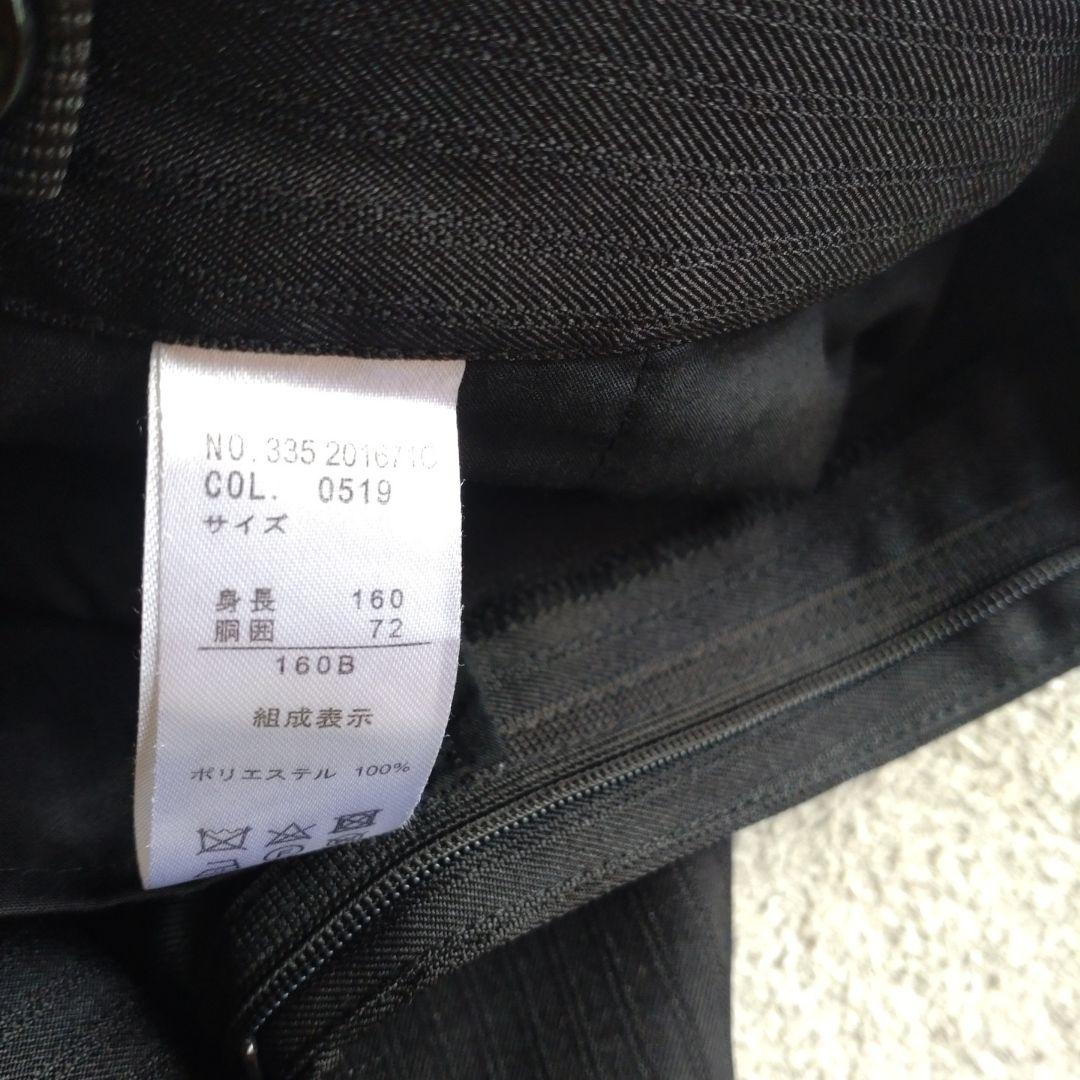 NO. 335 201671C
COL. 0519
サイズ
身長 160
胴囲 72
160B
組成表示
ポリエステル 100%